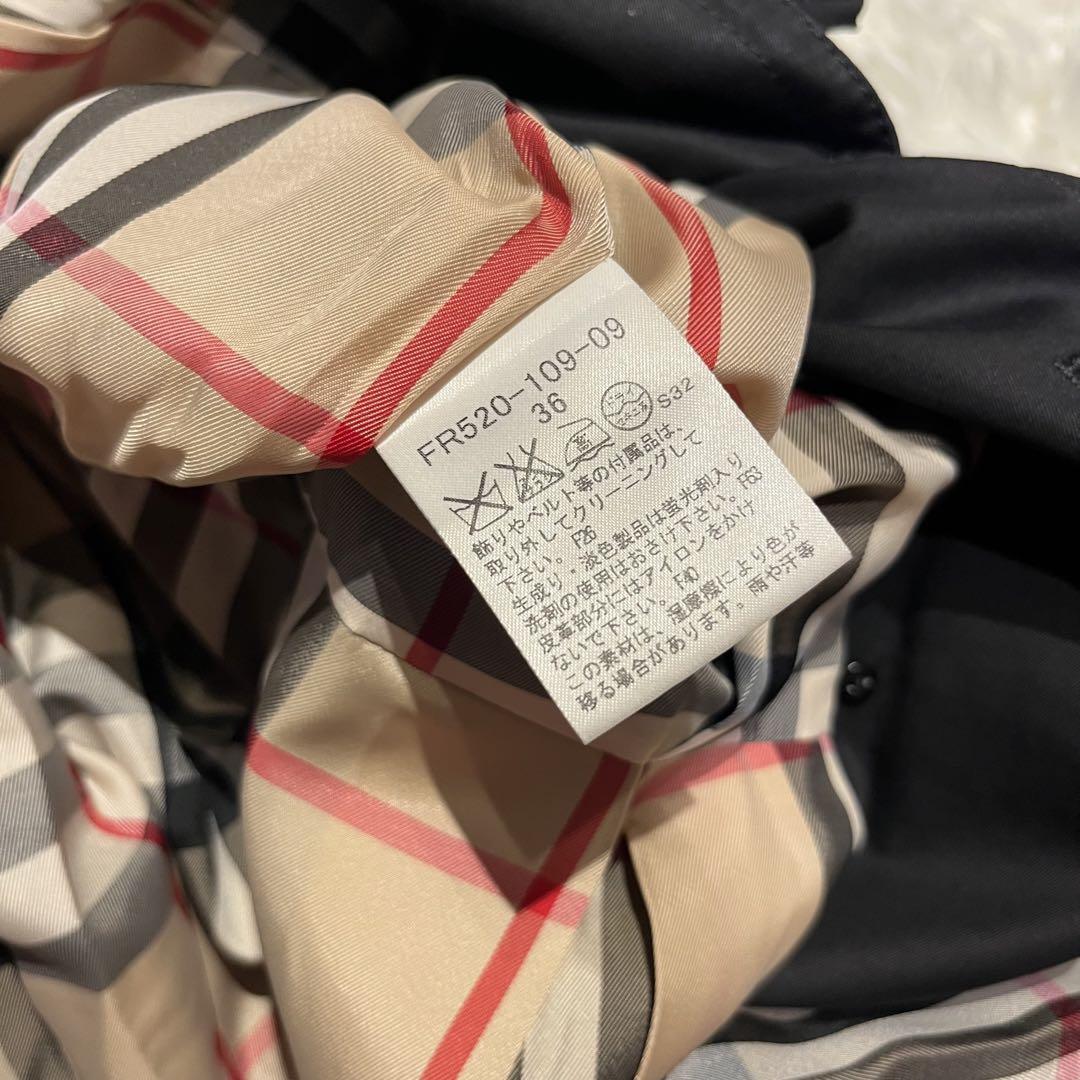 FR520-109-09
36
S32
飾りやベルト等の付属品は、
取り外してクリーニングして
下さい。F26
生成り・淡色製品は蛍光剤入り
洗剤の使用はおさけ下さい。F53
皮革部分にはアイロンをかけ
ないで下さい。F40
この素材は、湿摩擦により色が
移る場合があります。雨や汗等